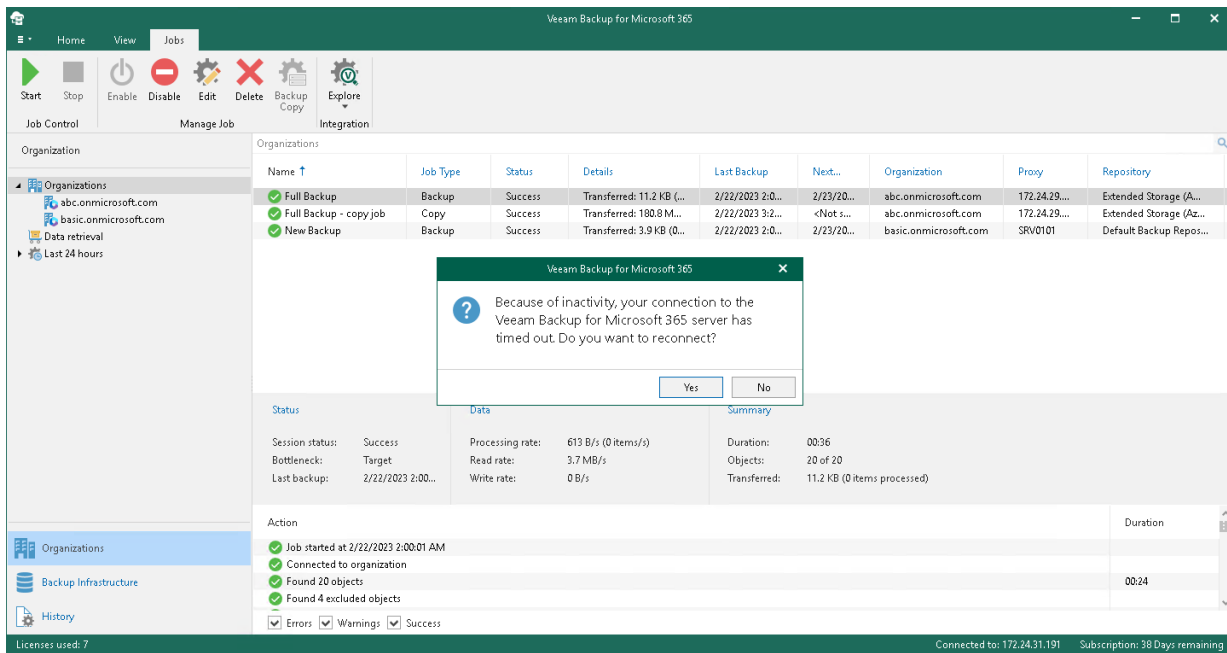 Veeam Backup for Microsoft 365
Home View Jobs
Start Stop Enable Disable Edit Delete Backup Copy Explore
Job Control Manage Job Integration
Organization
Organizations
abc.onmicrosoft.com
basic.onmicrosoft.com
Data retrieval
Last 24 hours
Organizations
Name Job Type Status Details Last Backup Next... Organization Proxy Repository
Full Backup Backup Success Transferred: 11.2 KB (... 2/22/2023 2:0... 2/23/20... abc.onmicrosoft.com 172.24.29.... Extended Storage (A...
Full Backup - copy job Copy Success Transferred: 180.8 M... 2/22/2023 3:2... <Not s... abc.onmicrosoft.com 172.24.29.... Extended Storage (Az...
New Backup Backup Success Transferred: 3.9 KB (0... 2/22/2023 2:0... 2/23/20... basic.onmicrosoft.com SRV0101 Default Backup Repos...
Veeam Backup for Microsoft 365
Because of inactivity, your connection to the
Veeam Backup for Microsoft 365 server has
timed out. Do you want to reconnect?
Yes No
Status Data Summary
Session status: Success Processing rate: 613 B/s (0 items/s) Duration: 00:36
Bottleneck: Target Read rate: 3.7 MB/s Objects: 20 of 20
Last backup: 2/22/2023 2:00... Write rate: 0 B/s Transferred: 11.2 KB (0 items processed)
Action Duration
Job started at 2/22/2023 2:00:01 AM
Connected to organization
Found 20 objects 00:24
Found 4 excluded objects
Errors Warnings Success
Organizations
Backup Infrastructure
History
Licenses used: 7 Connected to: 172.24.31.191 Subscription: 38 Days remaining